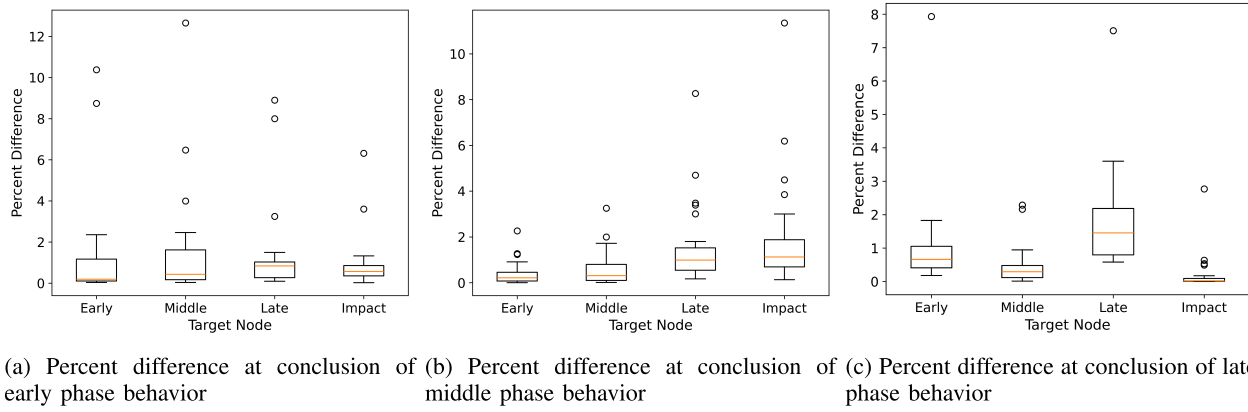 12
10
8
6
4
2
0
Percent Difference
Early Middle Late Impact
Target Node
10
8
6
4
2
0
Percent Difference
Early Middle Late Impact
Target Node
8
7
6
5
4
3
2
1
0
Percent Difference
Early Middle Late Impact
Target Node
(a) Percent difference at conclusion of
early phase behavior
(b) Percent difference at conclusion of
middle phase behavior
(c) Percent difference at conclusion of
phase behavior